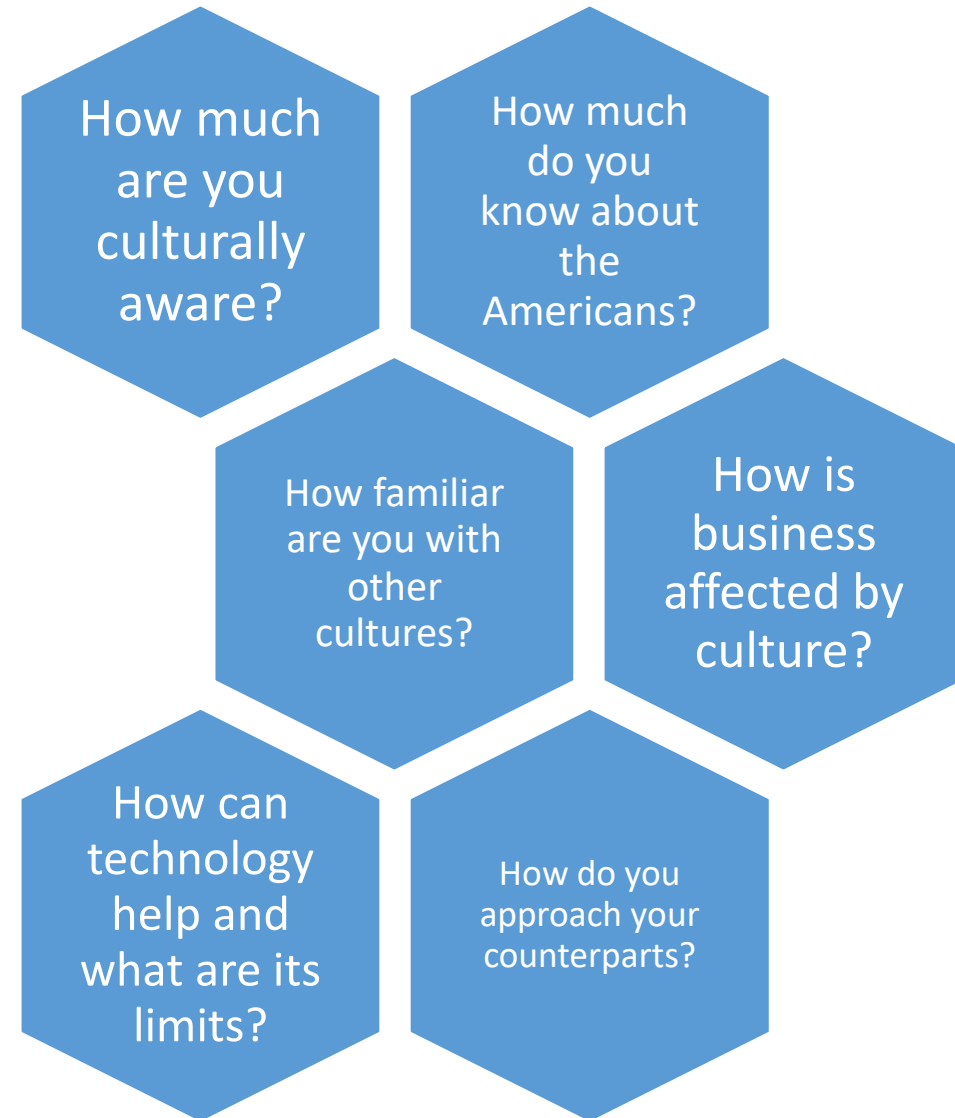 How much
are you
culturally
aware?
How much
do you
know about
the
Americans?
How familiar
are you with
other
cultures?
How is
business
affected by
culture?
How can
technology
help and
what are its
limits?
How do you
approach your
counterparts?